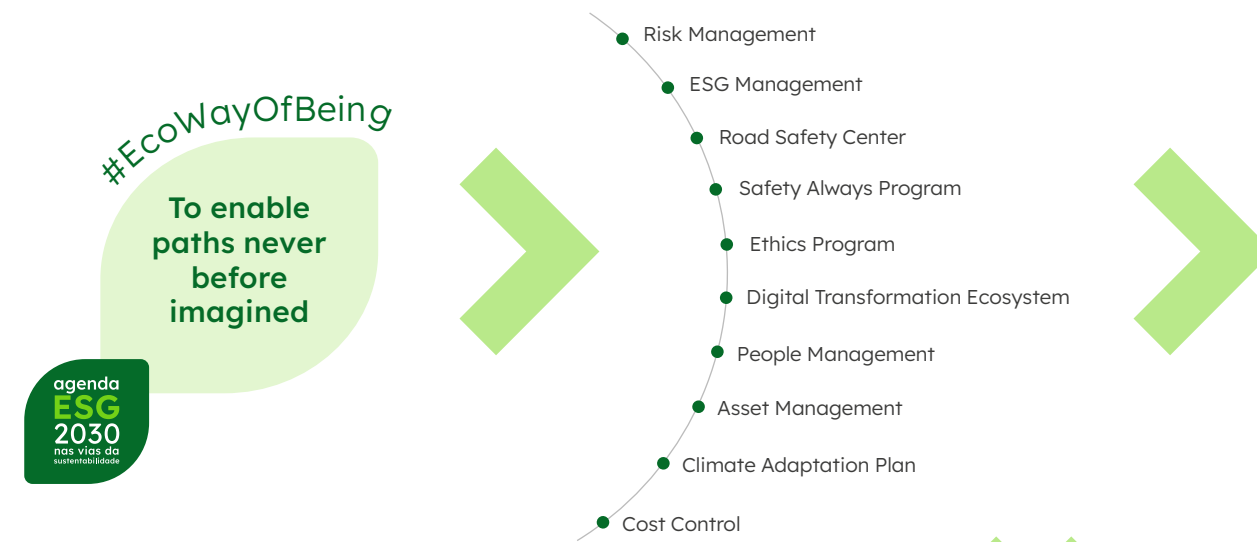 #EcoWayOfBeing
To enable
paths never
before
imagined
agenda
ESG
2030
nas vias da
sustentabilidade
Risk Management
ESG Management
Road Safety Center
Safety Always Program
Ethics Program
Digital Transformation Ecosystem
People Management
Asset Management
Climate Adaptation Plan
Cost Control